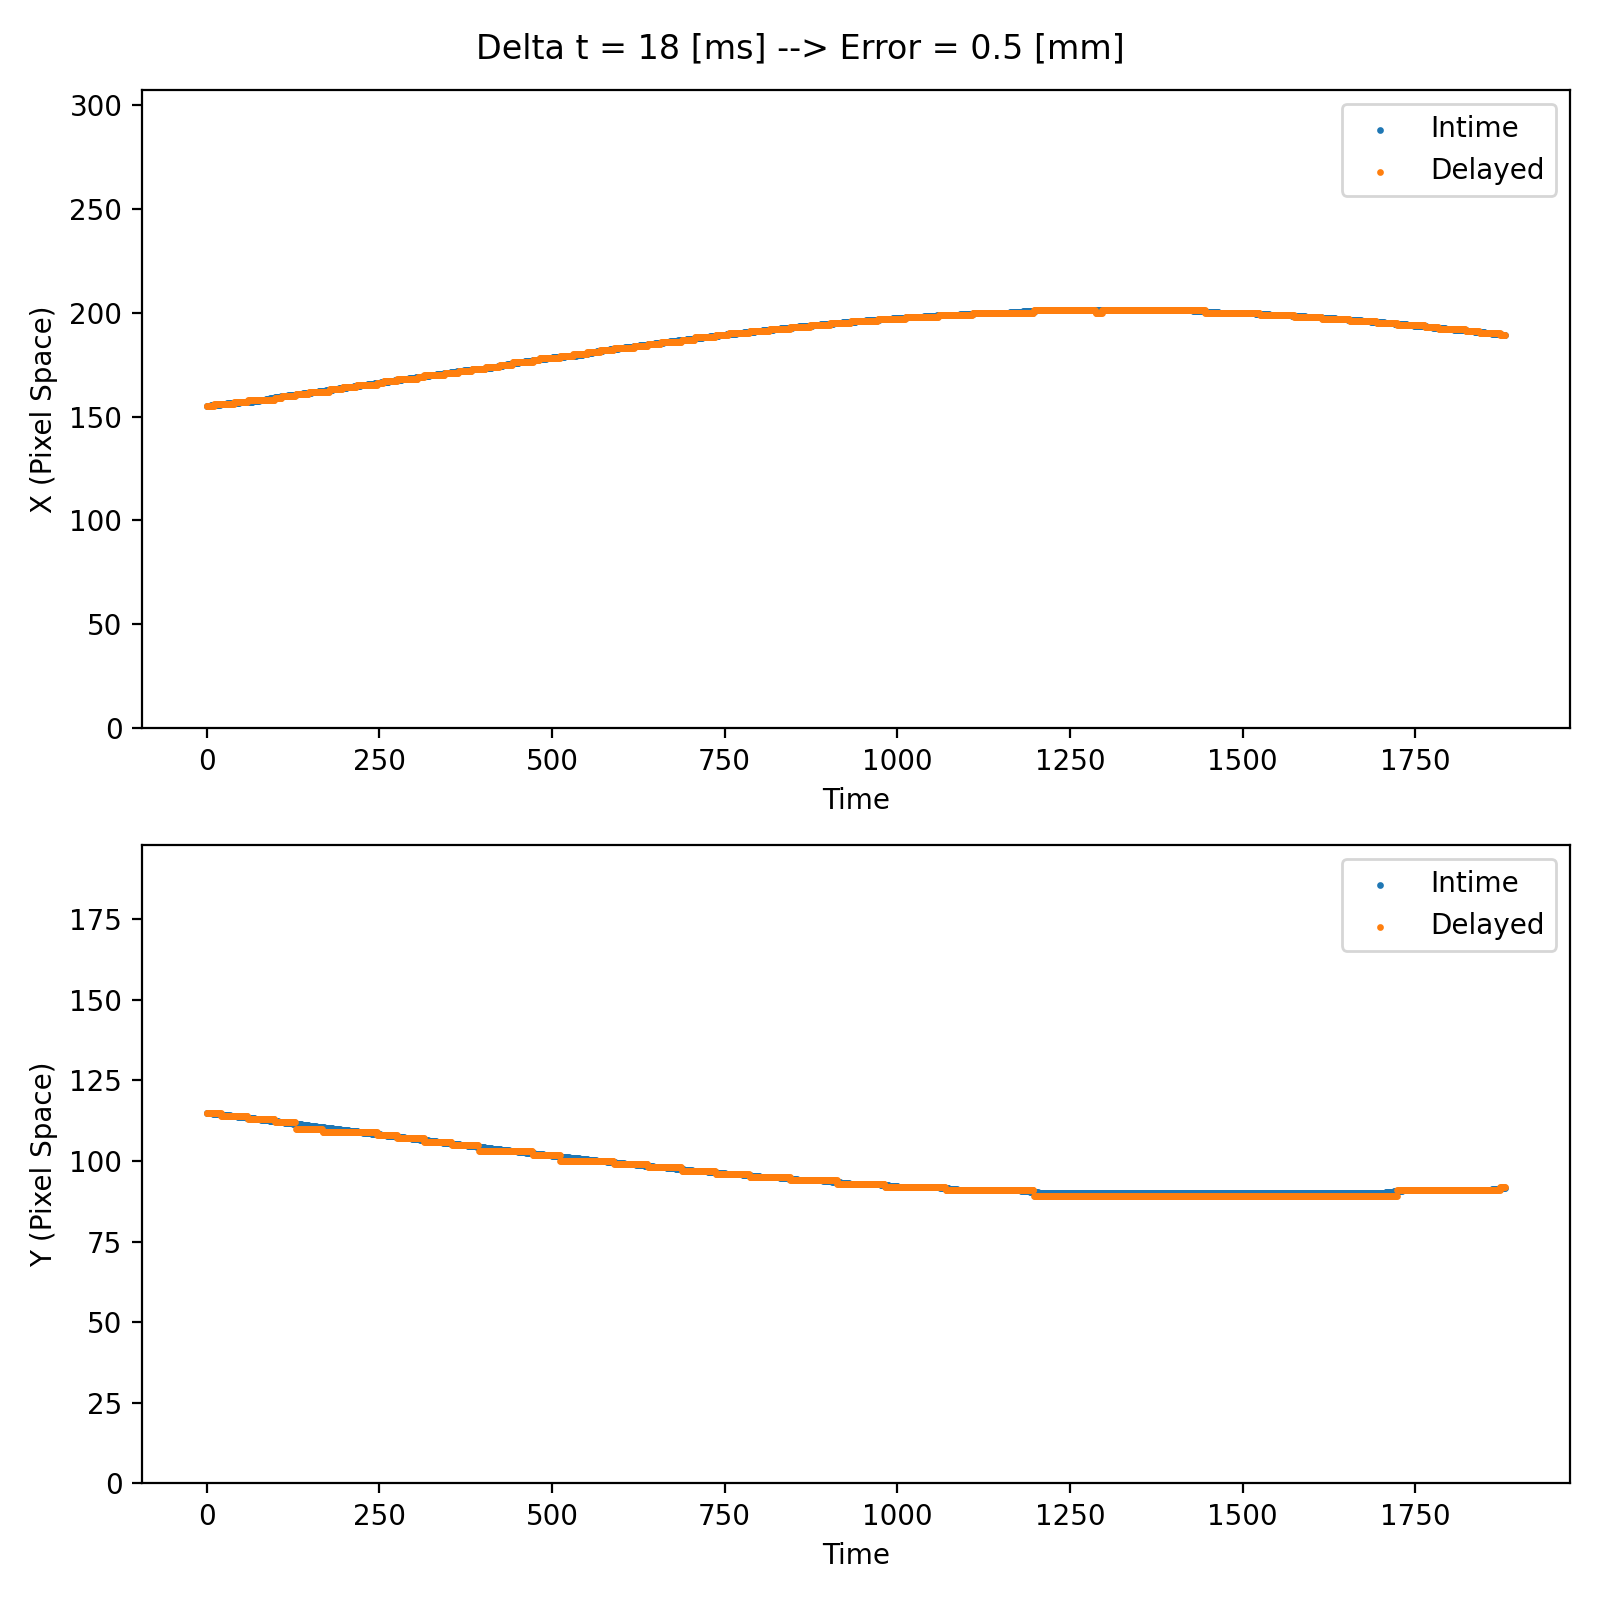 Delta t = 18 [ms] --> Error = 0.5 [mm]
300
250
200
150
100
50
0
X (Pixel Space)
Intime
Delayed
0 250 500 750 1000 1250 1500 1750
Time
175
150
125
100
75
50
25
0
Y (Pixel Space)
Intime
Delayed
0 250 500 750 1000 1250 1500 1750
Time